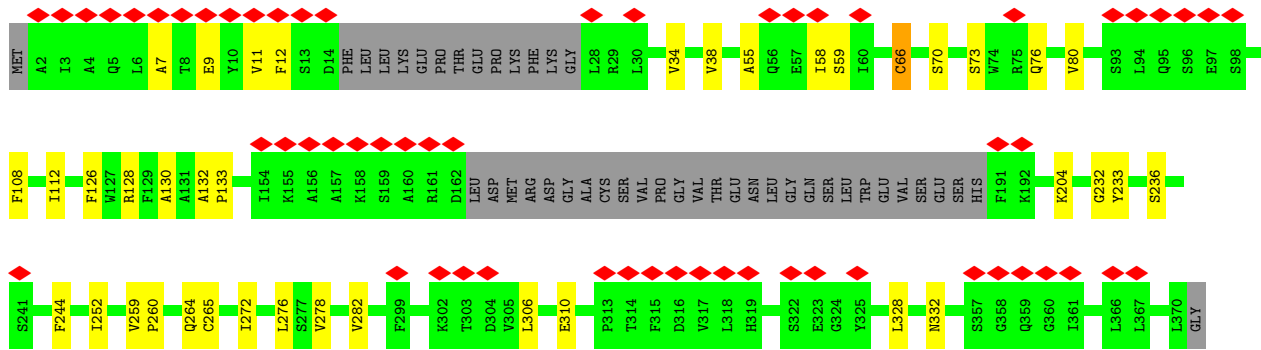 MET A2 I3 A4 Q5 L6 A7 T8 E9 Y10 V11 F12 S13 D14 PHE LEU LEU LYS GLU PRO THR GLU PRO LYS PHE LYS GLY L28 R29 L30 V34 V38 A55 Q56 E57 I58 S59 I60 C66 S70 S73 W74 R75 Q76 V80 S93 L94 Q95 S96 E97 S98
F108 I112 F126 W127 R128 F129 A130 A131 A132 P133 I154 K155 A156 A157 K158 S159 A160 R161 D162 LEU ASP MET ARG ASP GLY ALA CYS SER VAL PRO GLY VAL THR GLU ASN LEU GLY GLN SER LEU TRP GLU VAL SER GLU SER HIS F191 K192 K204 G232 Y233 S236
S241 F244 I252 V259 P260 Q264 C265 I272 L276 S277 V278 V282 F299 K302 T303 D304 V305 L306 E310 P313 T314 F315 D316 V317 L318 H319 S322 E323 G324 Y325 L328 N332 S357 G358 Q359 G360 I361 L366 L367 L370 GLY